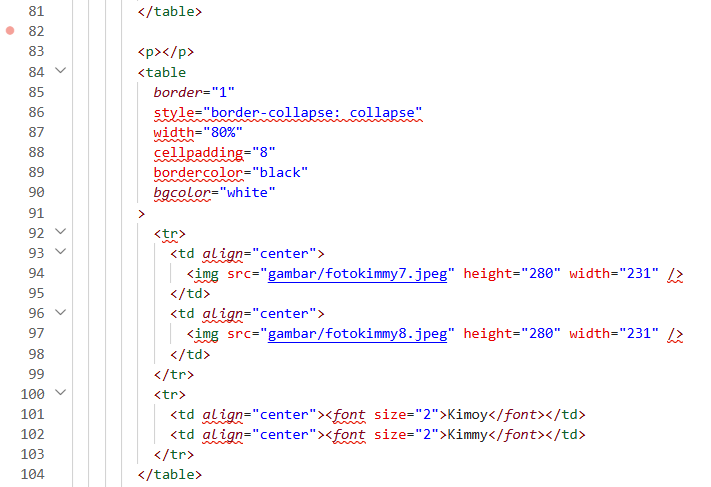 81 </table>
82
83 <p></p>
84 <table
85 border="1"
86 style="border-collapse: collapse"
87 width="80%"
88 cellpadding="8"
89 bordercolor="black"
90 bgcolor="white"
91 >
92 <tr>
93 <td align="center">
94 <img src="gambar/fotokimmy7.jpeg" height="280" width="231" />
95 </td>
96 <td align="center">
97 <img src="gambar/fotokimmy8.jpeg" height="280" width="231" />
98 </td>
99 </tr>
100 <tr>
101 <td align="center"><font size="2">Kimoy</font></td>
102 <td align="center"><font size="2">Kimmy</font></td>
103 </tr>
104 </table>